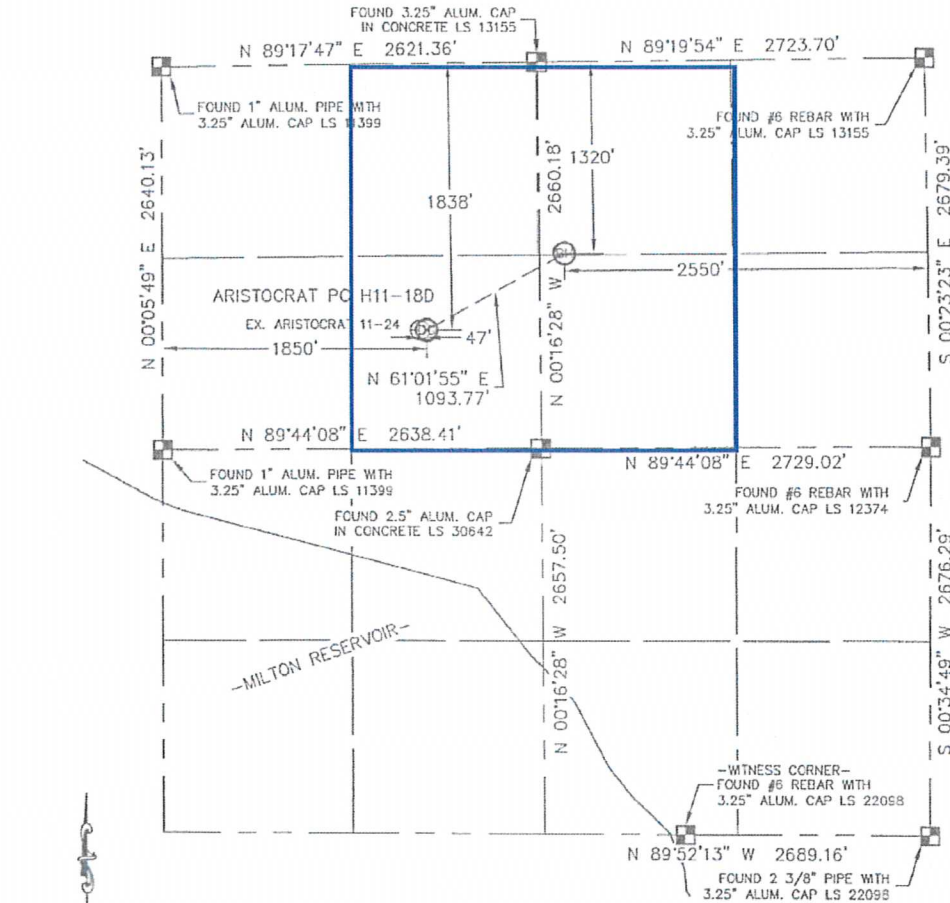 FOUND 3.25" ALUM. CAP
IN CONCRETE LS 13155
N 89°17'47" E 2621.36'
N 89°19'54" E 2723.70'
FOUND 1" ALUM. PIPE WITH
3.25" ALUM. CAP LS 11399
FOUND #6 REBAR WITH
3.25" ALUM. CAP LS 13155
N 00°05'49" E 2640.13'
1838'
N 00°16'28" W 2660.18'
1320'
S 00°23'23" E 2679.39'
BH
2550'
ARISTOCRAT PC H11-18D
EX. ARISTOCRAT 11-24
47'
1850'
N 61°01'55" E
1093.77'
N 89°44'08" E 2638.41'
N 89°44'08" E 2729.02'
FOUND 1" ALUM. PIPE WITH
3.25" ALUM. CAP LS 11399
FOUND 2.5" ALUM. CAP
IN CONCRETE LS 30642
FOUND #6 REBAR WITH
3.25" ALUM. CAP LS 12374
-MILTON RESERVOIR-
N 00°16'28" W 2657.50'
S 00°34'49" W 2676.29'
-WITNESS CORNER-
FOUND #6 REBAR WITH
3.25" ALUM. CAP LS 22098
N 89°52'13" W 2689.16'
FOUND 2 3/8" PIPE WITH
3.25" ALUM. CAP LS 22098